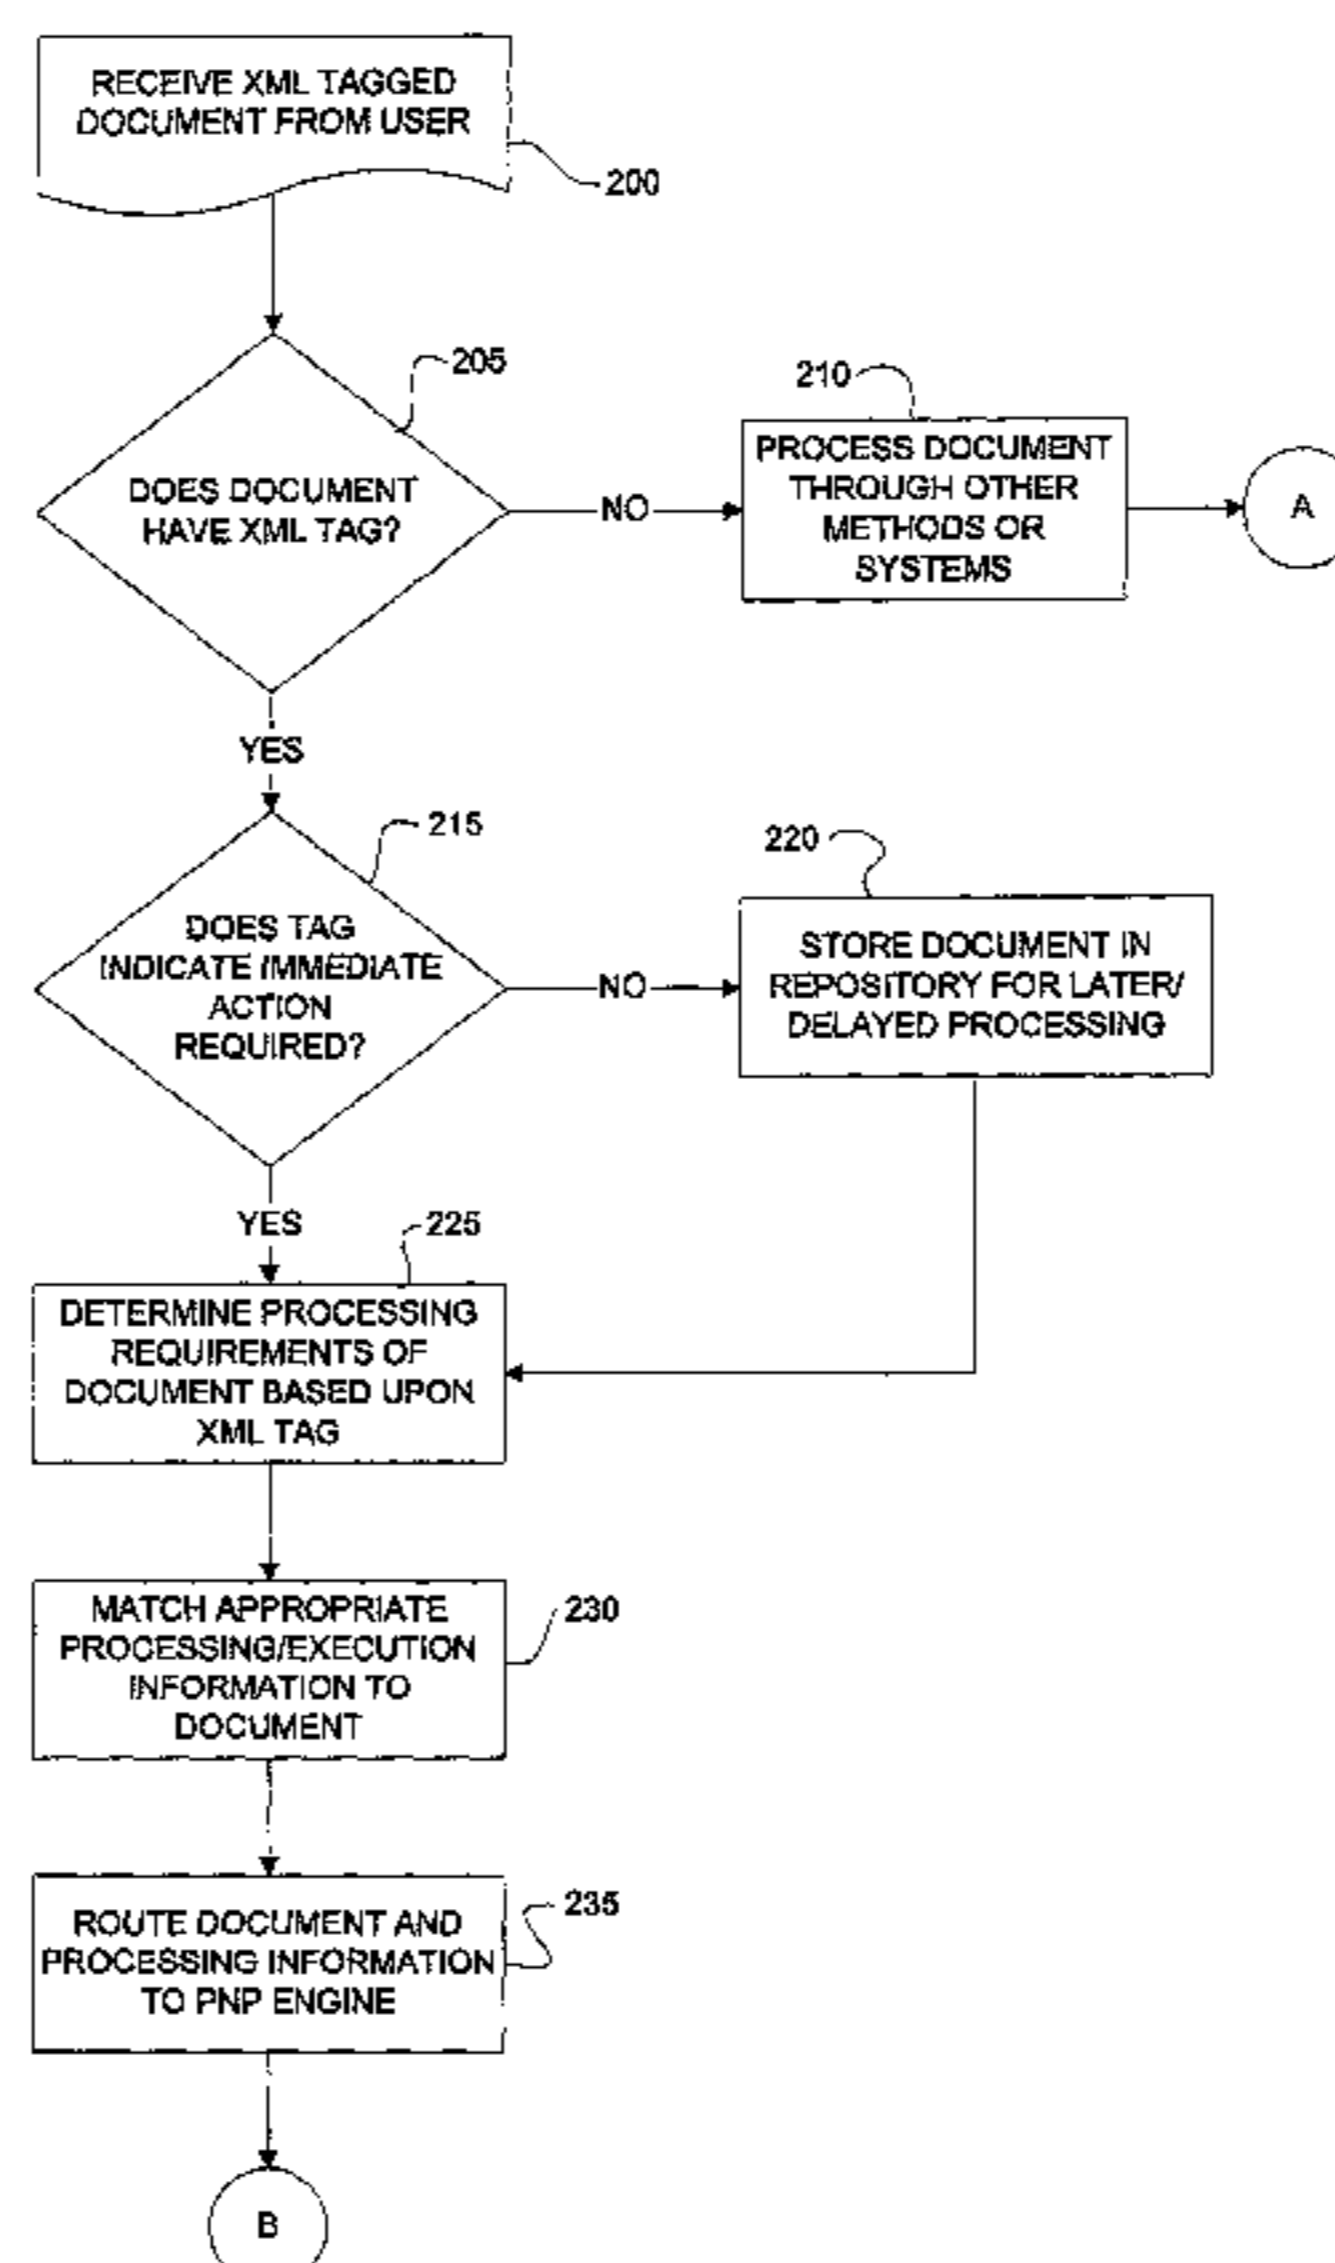 RECEIVE XML TAGGED
DOCUMENT FROM USER
200
205
DOES DOCUMENT
HAVE XML TAG?
NO
210
PROCESS DOCUMENT
THROUGH OTHER
METHODS OR
SYSTEMS
A
YES
215
DOES TAG
INDICATE IMMEDIATE
ACTION
REQUIRED?
NO
220
STORE DOCUMENT IN
REPOSITORY FOR LATER/
DELAYED PROCESSING
YES
225
DETERMINE PROCESSING
REQUIREMENTS OF
DOCUMENT BASED UPON
XML TAG
MATCH APPROPRIATE
PROCESSING/EXECUTION
INFORMATION TO
DOCUMENT
230
ROUTE DOCUMENT AND
PROCESSING INFORMATION
TO PNP ENGINE
235
B